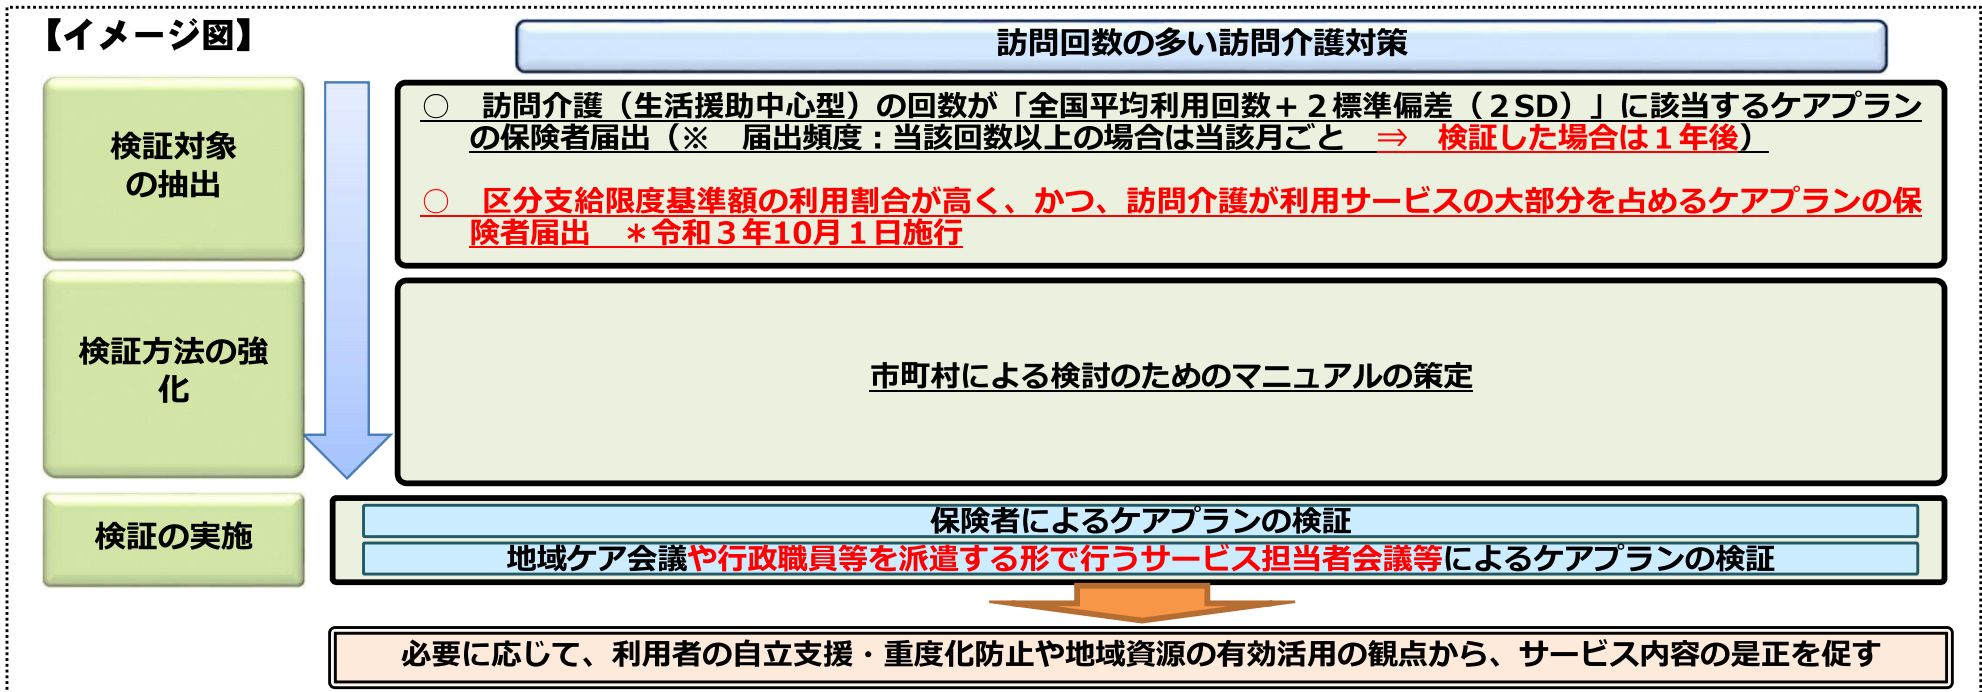 【イメージ図】
訪問回数の多い訪問介護対策
検証対象
の抽出
○　訪問介護（生活援助中心型）の回数が「全国平均利用回数＋２標準偏差（２SD）」に該当するケアプラン
の保険者届出（※　届出頻度：当該回数以上の場合は当該月ごと　⇒　検証した場合は１年後）
○　区分支給限度基準額の利用割合が高く、かつ、訪問介護が利用サービスの大部分を占めるケアプランの保
険者届出　＊令和３年10月１日施行
検証方法の強
化
市町村による検討のためのマニュアルの策定
検証の実施
保険者によるケアプランの検証
地域ケア会議や行政職員等を派遣する形で行うサービス担当者会議等によるケアプランの検証
必要に応じて、利用者の自立支援・重度化防止や地域資源の有効活用の観点から、サービス内容の是正を促す